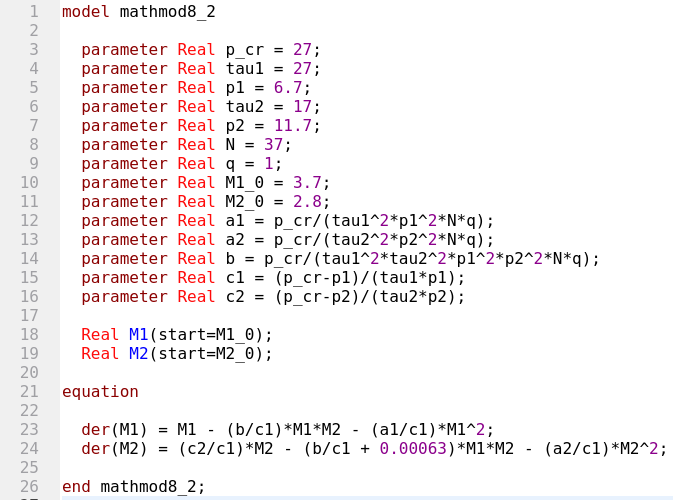 1 model mathmod8_2
2
3 parameter Real p_cr = 27;
4 parameter Real tau1 = 27;
5 parameter Real p1 = 6.7;
6 parameter Real tau2 = 17;
7 parameter Real p2 = 11.7;
8 parameter Real N = 37;
9 parameter Real q = 1;
10 parameter Real M1_0 = 3.7;
11 parameter Real M2_0 = 2.8;
12 parameter Real a1 = p_cr/(tau1^2*p1^2*N*q);
13 parameter Real a2 = p_cr/(tau2^2*p2^2*N*q);
14 parameter Real b = p_cr/(tau1^2*tau2^2*p1^2*p2^2*N*q);
15 parameter Real c1 = (p_cr-p1)/(tau1*p1);
16 parameter Real c2 = (p_cr-p2)/(tau2*p2);
17
18 Real M1(start=M1_0);
19 Real M2(start=M2_0);
20
21 equation
22
23 der(M1) = M1 - (b/c1)*M1*M2 - (a1/c1)*M1^2;
24 der(M2) = (c2/c1)*M2 - (b/c1 + 0.00063)*M1*M2 - (a2/c1)*M2^2;
25
26 end mathmod8_2;